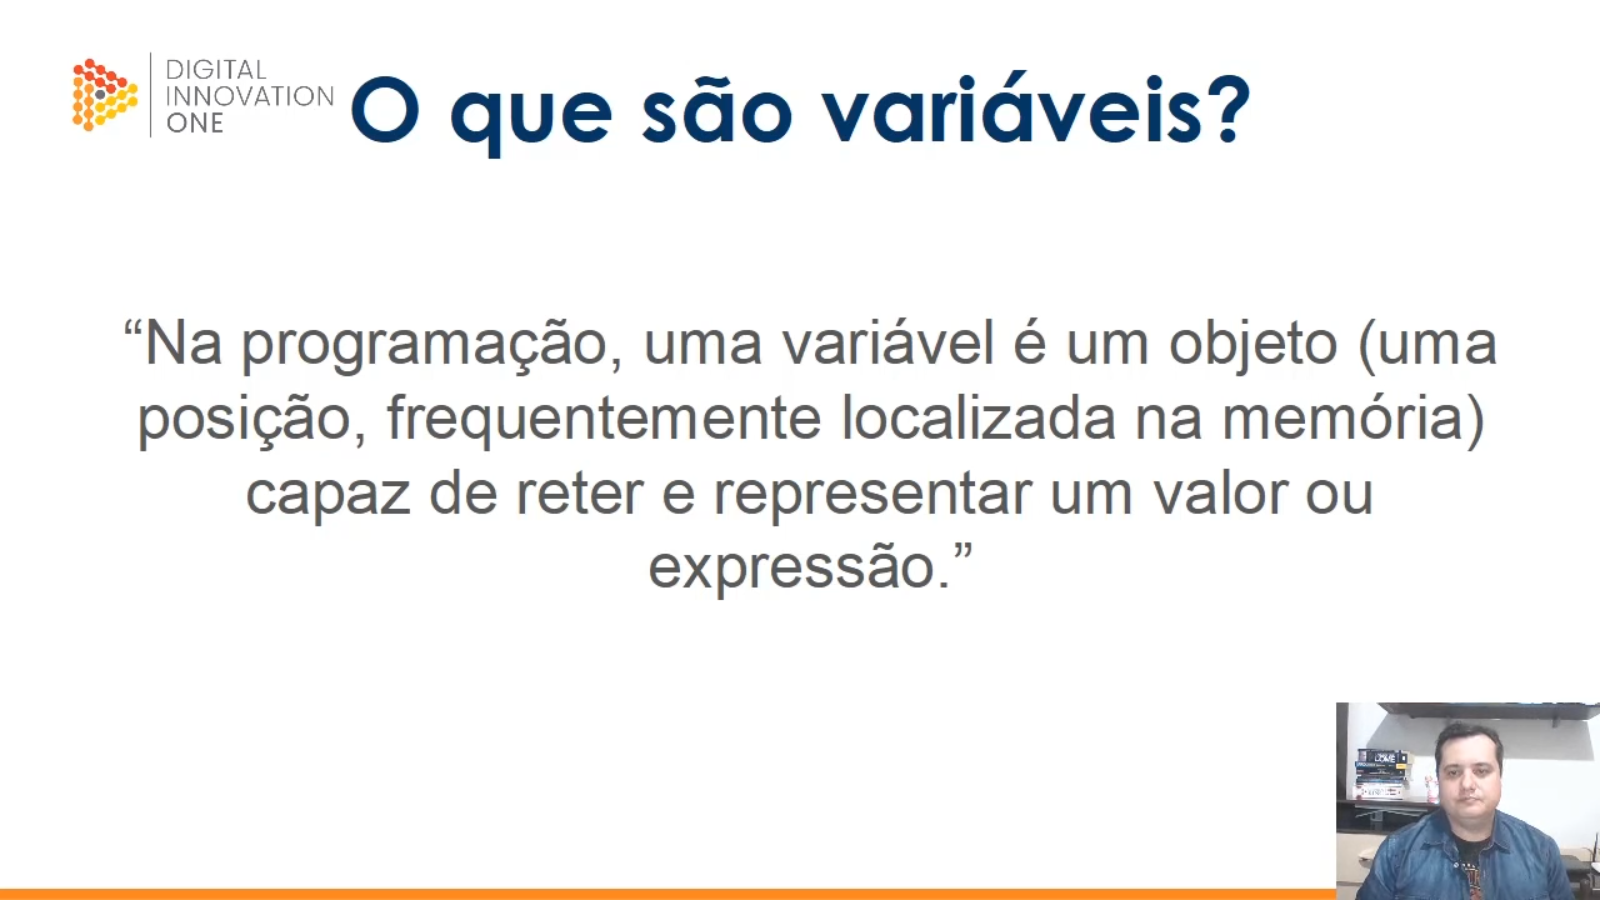 DIGITAL
INNOVATION
ONE
O que são variáveis?
“Na programação, uma variável é um objeto (uma
posição, frequentemente localizada na memória)
capaz de reter e representar um valor ou
expressão.”